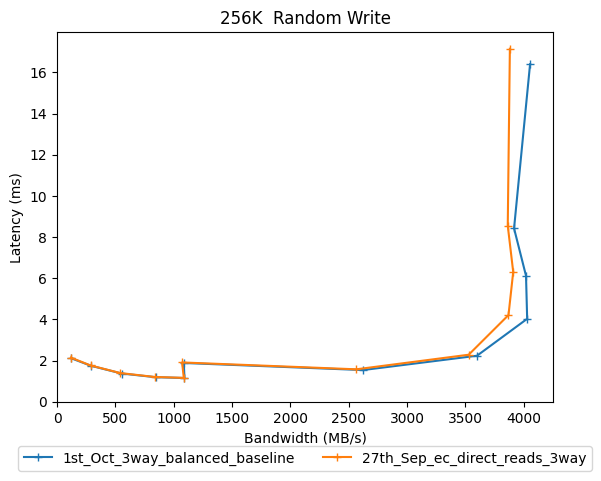 256K  Random Write
16
14
12
10
8
6
4
2
0
Latency (ms)
0 500 1000 1500 2000 2500 3000 3500 4000
Bandwidth (MB/s)
1st_Oct_3way_balanced_baseline 27th_Sep_ec_direct_reads_3way